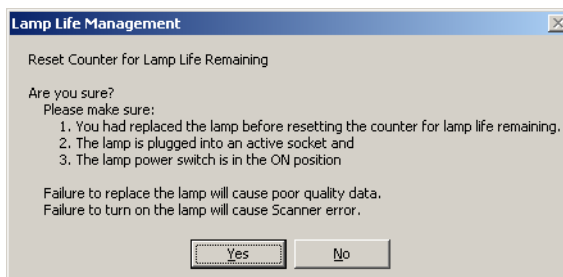 Lamp Life Management
Reset Counter for Lamp Life Remaining
Are you sure?
Please make sure:
1. You had replaced the lamp before resetting the counter for lamp life remaining.
2. The lamp is plugged into an active socket and
3. The lamp power switch is in the ON position
Failure to replace the lamp will cause poor quality data.
Failure to turn on the lamp will cause Scanner error.
Yes No